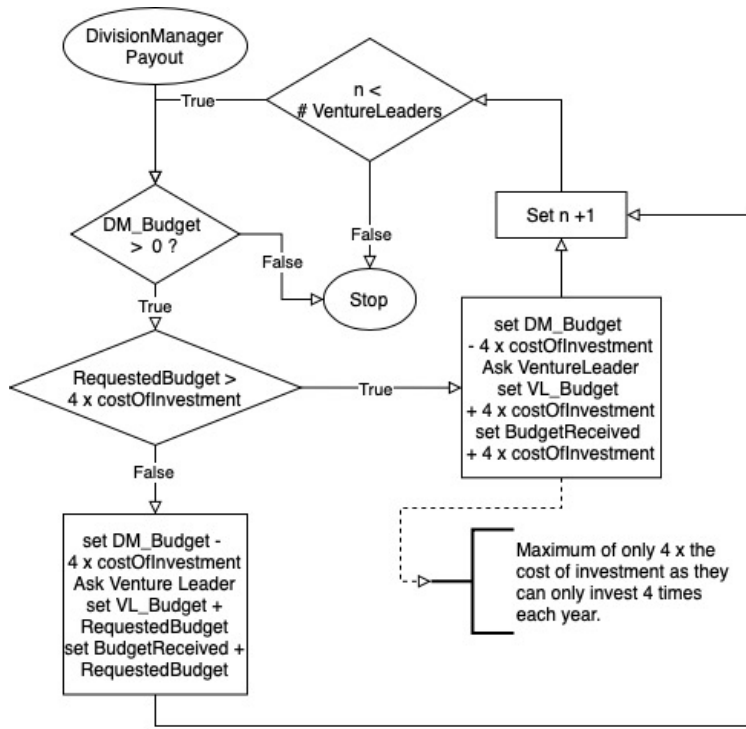 DivisionManager
Payout
n <
# VentureLeaders
True
False
DM_Budget
> 0 ?
False
True
Stop
Set n +1
RequestedBudget >
4 x costOfInvestment
True
False
set DM_Budget
- 4 x costOfInvestment
Ask VentureLeader
set VL_Budget
+ 4 x costOfInvestment
set BudgetReceived
+ 4 x costOfInvestment
set DM_Budget -
4 x costOfInvestment
Ask Venture Leader
set VL_Budget +
RequestedBudget
set BudgetReceived +
RequestedBudget
Maximum of only 4 x the
cost of investment as they
can only invest 4 times
each year.